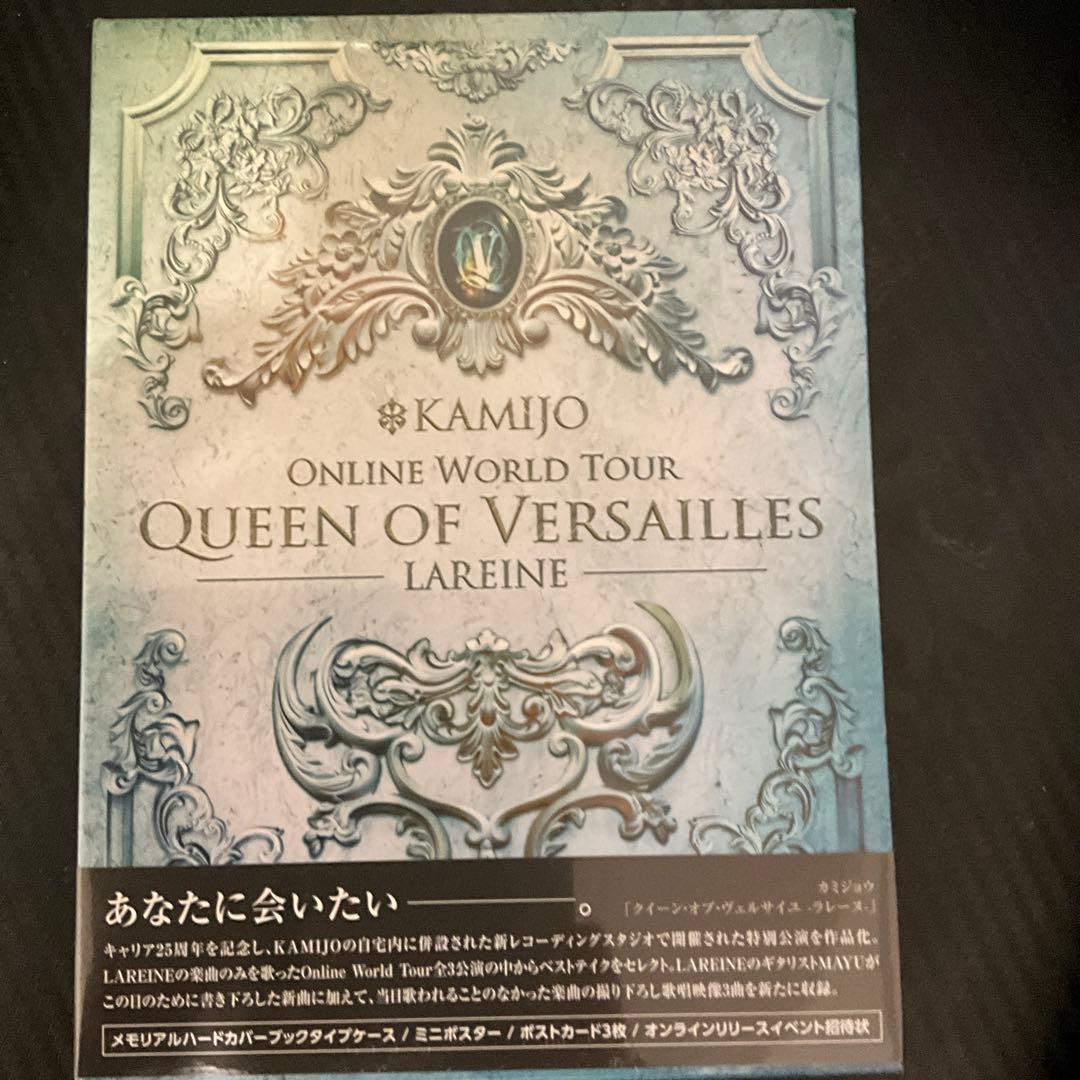 KAMIJO
ONLINE WORLD TOUR
QUEEN OF VERSAILLES
LAREINE
あなたに会いたい――――。
カミジョウ
「クイーン・オブ・ヴェルサイユ -ラレーヌ-」
キャリア25周年を記念し、KAMIJOの自宅内に併設された新レコーディングスタジオで開催された特別公演を作品化。
LAREINEの楽曲のみを歌ったOnline World Tour全3公演の中からベストテイクをセレクト。LAREINEのギタリストMAYUが
この日のために書き下ろした新曲に加えて、当日歌われることのなかった楽曲の撮り下ろし歌唱映像3曲を新たに収録。
メモリアルハードカバーブックタイプケース / ミニポスター / ポストカード3枚 / オンラインリリースイベント招待状